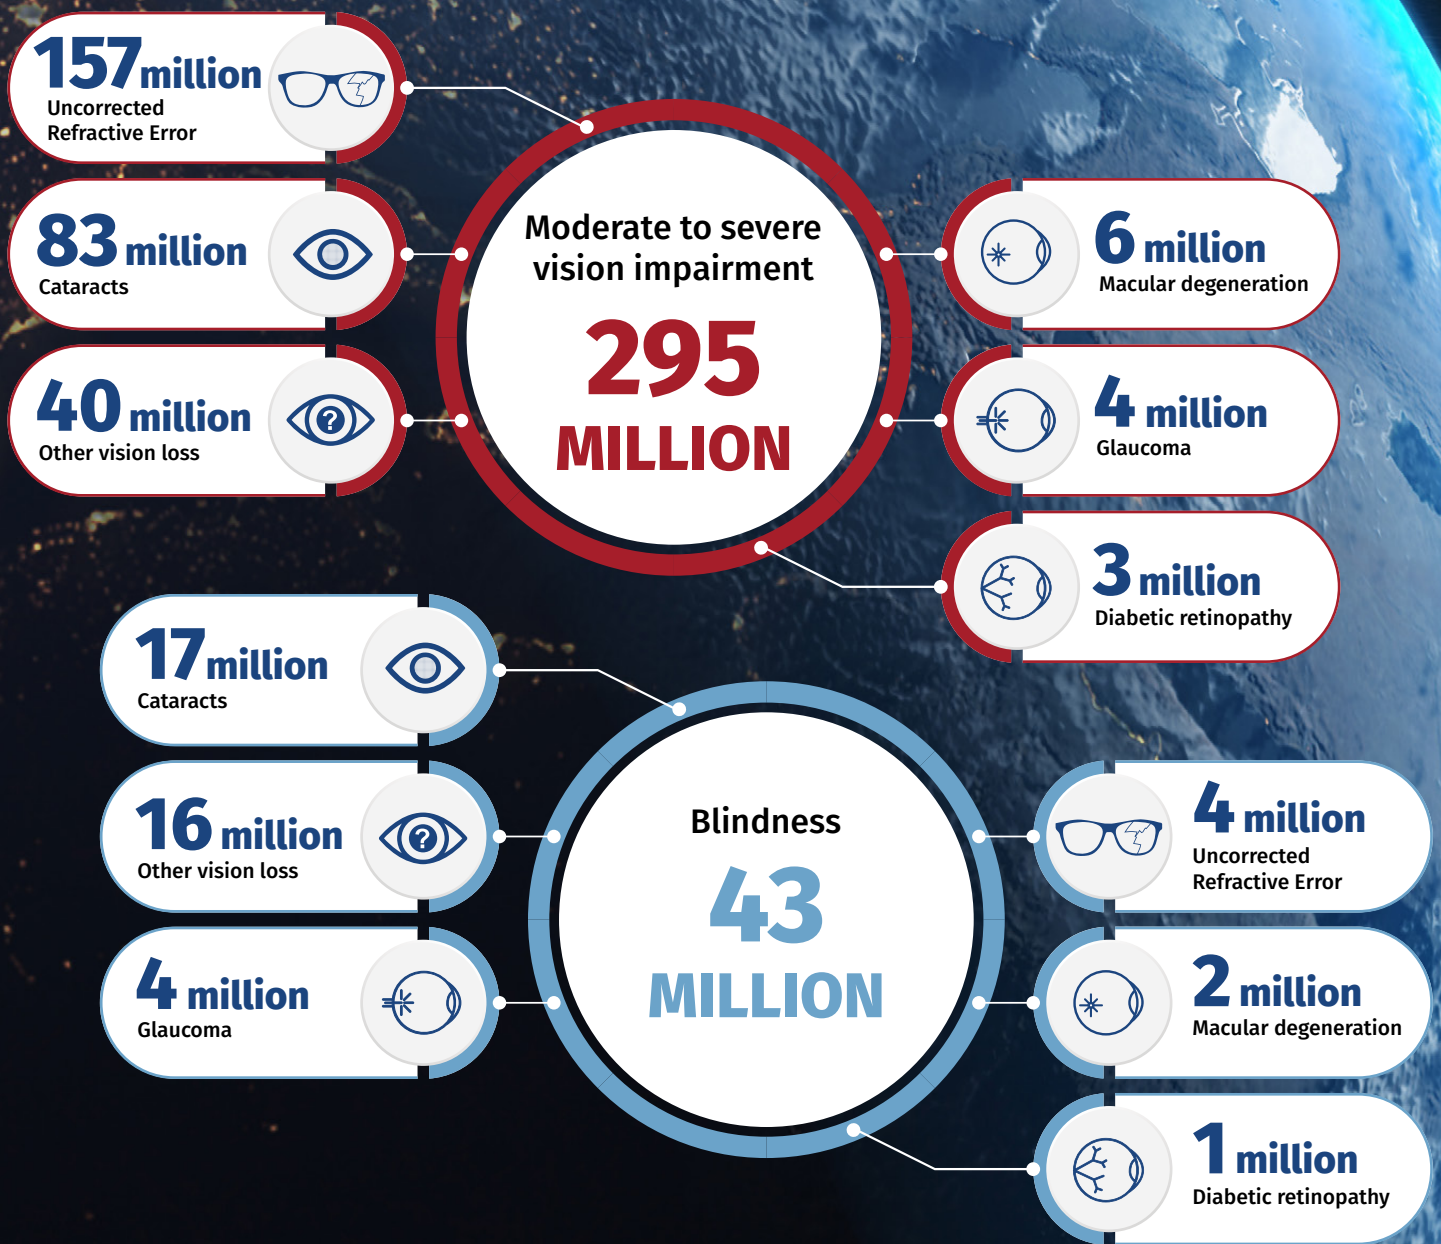 157 million
Uncorrected
Refractive Error
83 million
Cataracts
40 million
Other vision loss
Moderate to severe
vision impairment
295
MILLION
6 million
Macular degeneration
4 million
Glaucoma
3 million
Diabetic retinopathy
17 million
Cataracts
16 million
Other vision loss
4 million
Glaucoma
Blindness
43
MILLION
4 million
Uncorrected
Refractive Error
2 million
Macular degeneration
1 million
Diabetic retinopathy
?
?